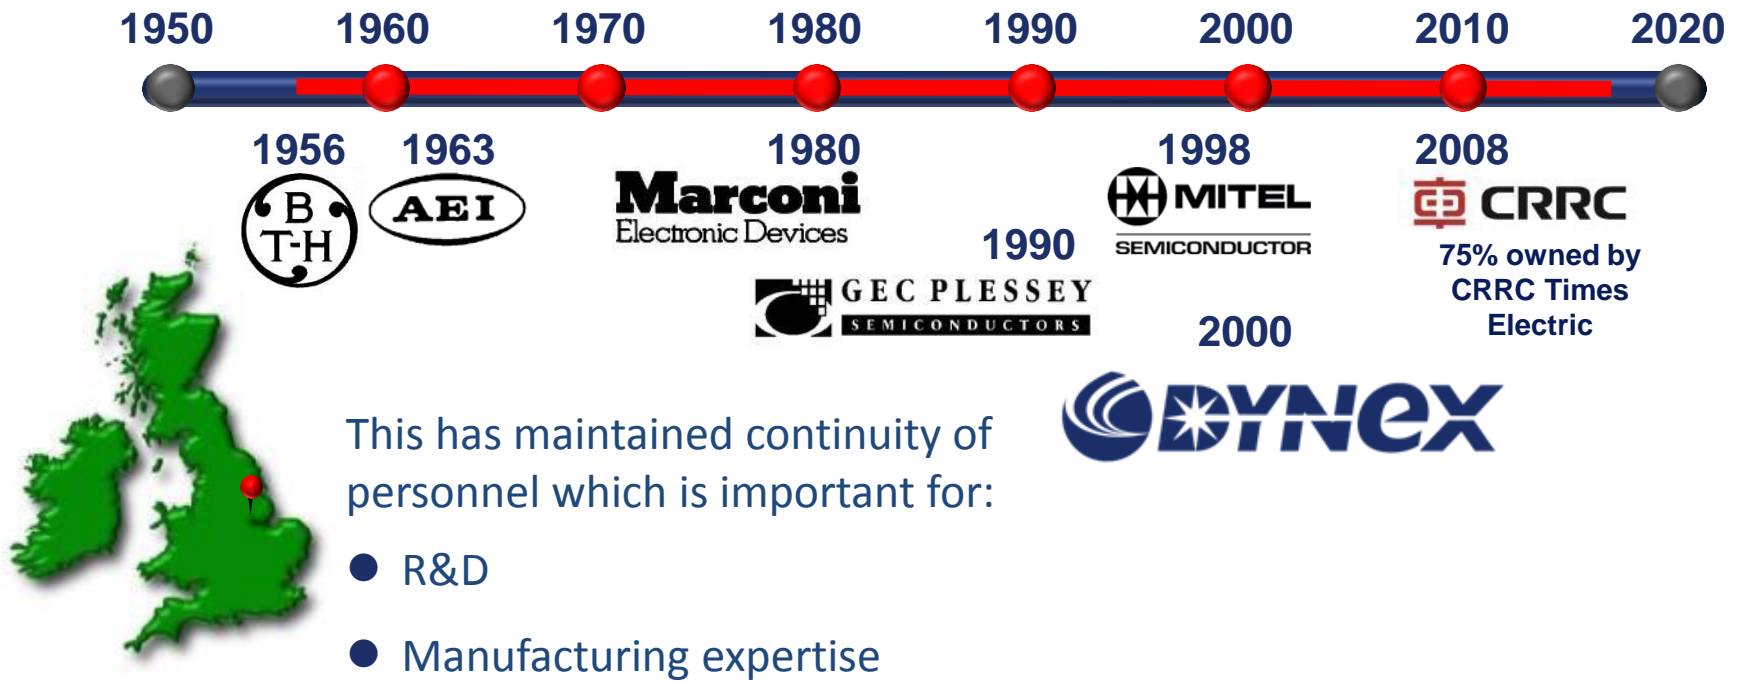 1950 1960 1970 1980 1990 2000 2010 2020
1956 1963 1980 1998 2008
B
T-H
AEI
Marconi
Electronic Devices
MITEL
SEMICONDUCTOR
CRRC
75% owned by
CRRC Times
Electric
1990
GEC PLESSEY
SEMICONDUCTORS
2000
DYNEX
This has maintained continuity of
personnel which is important for:
● R&D
● Manufacturing expertise